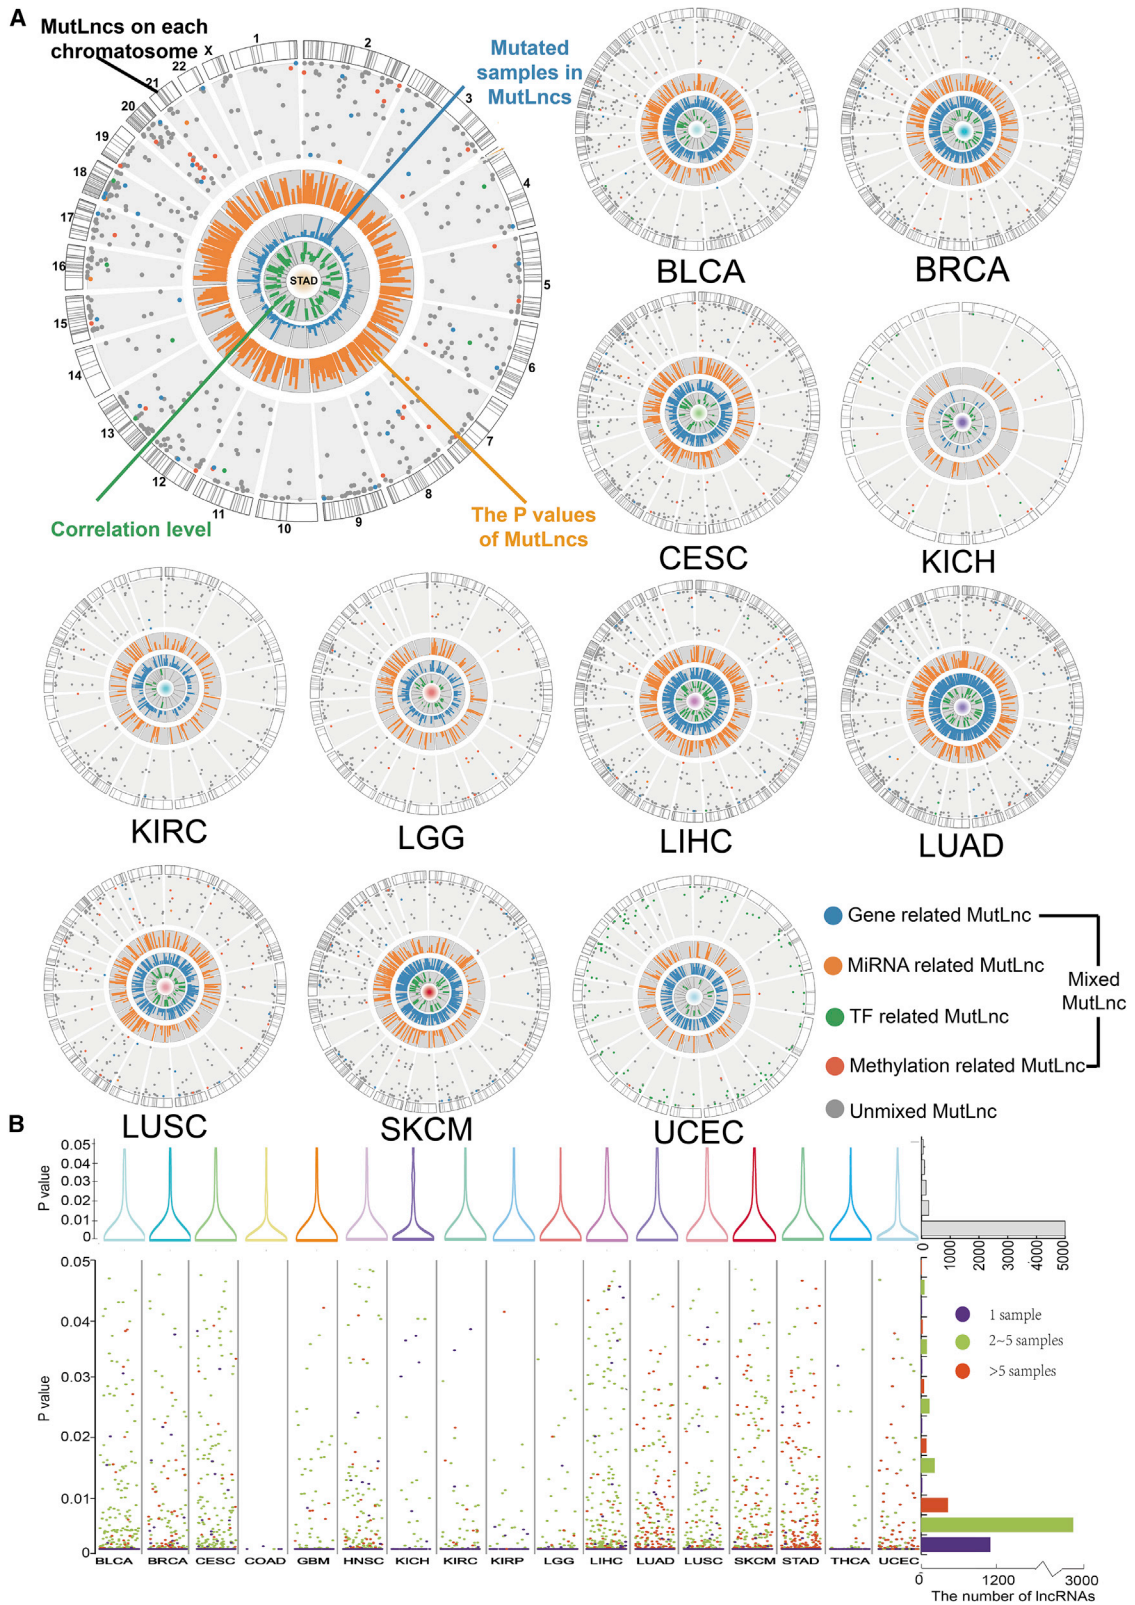 A
MutLncs on each
chromatosome
X
1
2
3
4
5
6
7
8
9
10
11
12
13
14
15
16
17
18
19
20
21
22
Mutated
samples in
MutLncs
STAD
Correlation level
The P values
of MutLncs
BLCA
BRCA
CESC
KICH
KIRC
LGG
LIHC
LUAD
LUSC
SKCM
UCEC
Gene related MutLnc
MiRNA related MutLnc
TF related MutLnc
Methylation related MutLnc
Unmixed MutLnc
Mixed
MutLnc
B
P value
0.05
0.04
0.03
0.02
0.01
0
0
1000
2000
3000
4000
5000
P value
0.05
0.04
0.03
0.02
0.01
0
BLCA BRCA CESC COAD GBM HNSC KICH KIRC KIRP LGG LIHC LUAD LUSC SKCM STAD THCA UCEC
1 sample
2~5 samples
>5 samples
0 1200 3000
The number of lncRNAs